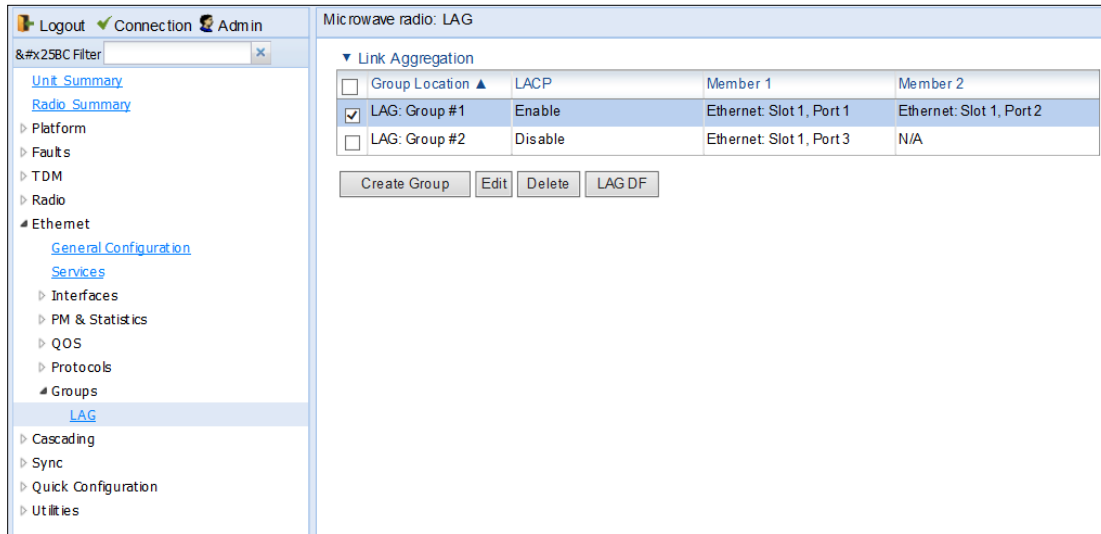 Logout Connection Admin
&#x25BC Filter
Unit Summary
Radio Summary
Platform
Faults
TDM
Radio
Ethernet
General Configuration
Services
Interfaces
PM & Statistics
QOS
Protocols
Groups
LAG
Cascading
Sync
Quick Configuration
Utilities
Microwave radio: LAG
▼ Link Aggregation
Group Location ▲ LACP Member 1 Member 2
LAG: Group #1 Enable Ethernet: Slot 1, Port 1 Ethernet: Slot 1, Port 2
LAG: Group #2 Disable Ethernet: Slot 1, Port 3 N/A
Create Group Edit Delete LAG DF